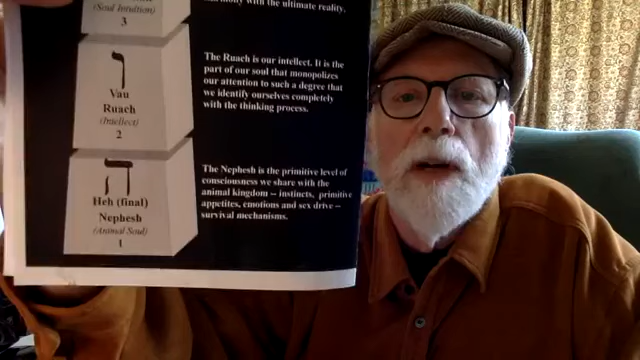 (Soul Intuition)
3
harmony with the ultimate reality.
ו
Vau
Ruach
(Intellect)
2
The Ruach is our intellect. It is the
part of our soul that monopolizes
our attention to such a degree that
we identify ourselves completely
with the thinking process.
ה
Heh (final)
Nephesh
(Animal Soul)
1
The Nephesh is the primitive level of
consciousness we share with the
animal kingdom -- instincts, primitive
appetites, emotions and sex drive --
survival mechanisms.